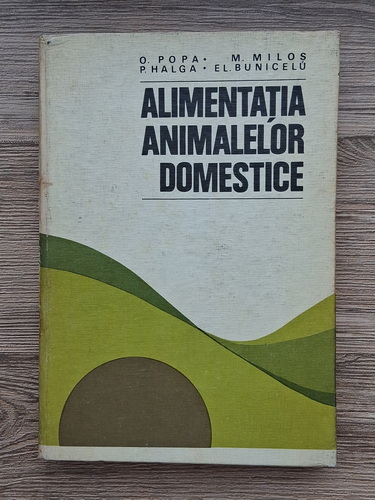 O. POPA • M. MILOȘ
P. HALGA • EL. BUNICELU
ALIMENTAȚIA
ANIMALELOR
DOMESTICE